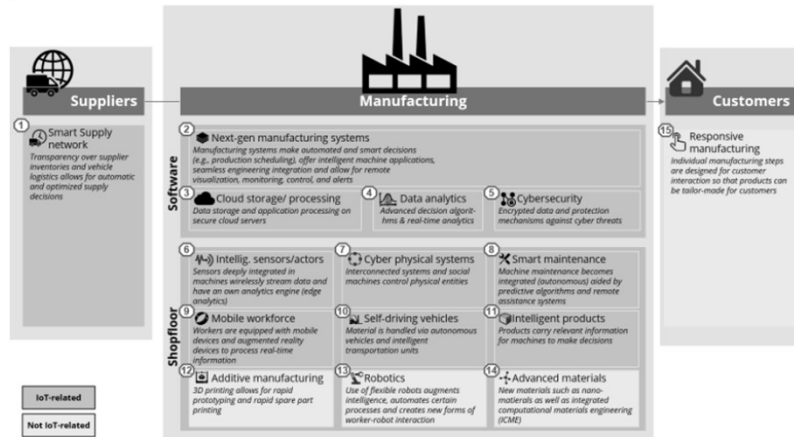 Suppliers
Manufacturing
Customers
1
Smart Supply
network
Transparency over supplier
inventories and vehicle
logistics allows for automatic
and optimized supply
decisions
Software
2
Next-gen manufacturing systems
Manufacturing systems make automated and smart decisions
(e.g., production scheduling), offer intelligent machine applications,
seamless engineering integration and allow for remote
visualization, monitoring, control, and alerts
3
Cloud storage/ processing
Data storage and application processing on
secure cloud servers
4
Data analytics
Advanced decision algorit-
hms & real-time analytics
5
Cybersecurity
Encrypted data and protection
mechanisms against cyber threats
Shopfloor
6
Intellig. sensors/actors
Sensors deeply integrated in
machines wirelessly stream data and
have an own analytics engine (edge
analytics)
7
Cyber physical systems
Interconnected systems and social
machines control physical entities
8
Smart maintenance
Machine maintenance becomes
integrated (autonomous) aided by
predictive algorithms and remote
assistance systems
9
Mobile workforce
Workers are equipped with mobile
devices and augmented reality
devices to process real-time
information
10
Self-driving vehicles
Material is handled via autonomous
vehicles and intelligent
transportation units
11
Intelligent products
Products carry relevant information
for machines to make decisions
12
Additive manufacturing
3D printing allows for rapid
prototyping and rapid spare part
printing
13
Robotics
Use of flexible robots augments
intelligence, automates certain
processes and creates new forms of
worker-robot interaction
14
Advanced materials
New materials such as nano-
matierals as well as integrated
computational materials engineering
(ICME)
15
Responsive
manufacturing
Individual manufacturing steps
are designed for customer
interaction so that products can
be tailor-made for customers
IoT-related
Not IoT-related